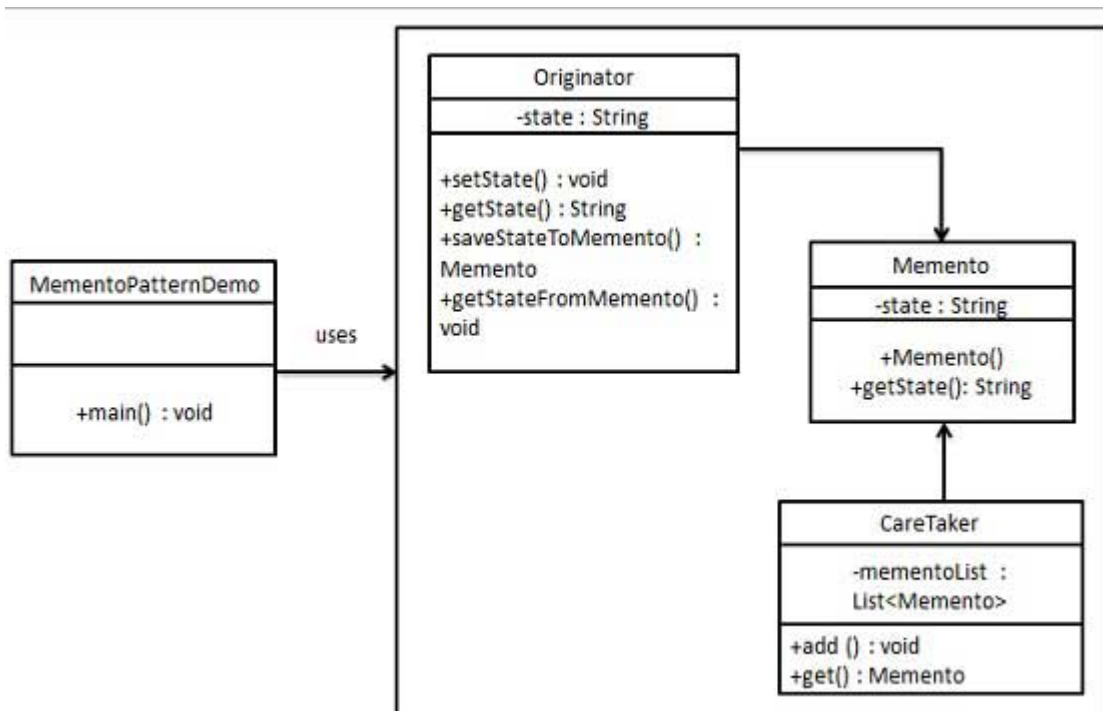 MementoPatternDemo
+main() : void
uses
Originator
-state : String
+setState() : void
+getState() : String
+saveStateToMemento() :
Memento
+getStateFromMemento() :
void
Memento
-state : String
+Memento()
+getState(): String
CareTaker
-mementoList :
List<Memento>
+add () : void
+get() : Memento